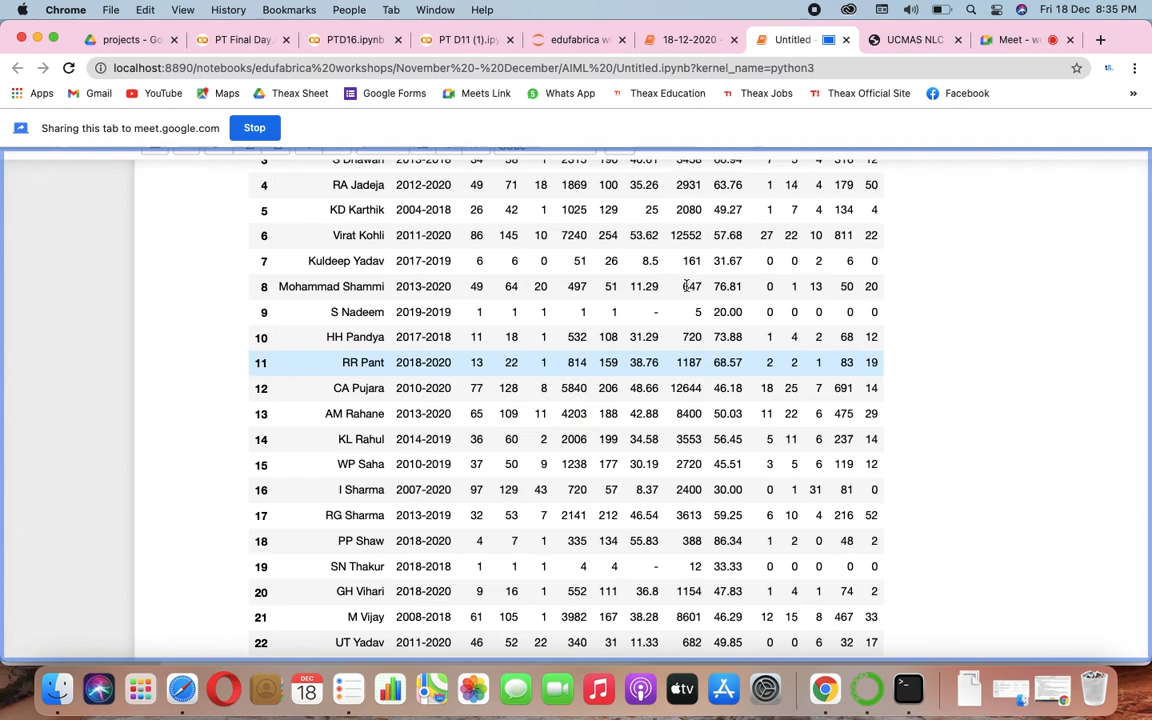 Chrome File Edit View History Bookmarks People Tab Window Help Fri 18 Dec 8:35 PM
projects - Go PT Final Day. PTD16.ipynb PT D11 (1).ip edufabrica w 18-12-2020 - Untitled - UCMAS NLC Meet - w
localhost:8890/notebooks/edufabrica%20workshops/November%20-%20December/AIML%20/Untitled.ipynb?kernel_name=python3
Apps Gmail YouTube Maps Theax Sheet Google Forms Meets Link Whats App Theax Education Theax Jobs Theax Official Site Facebook »
Sharing this tab to meet.google.com Stop
3 S Dhawan 2013-2018 34 58 1 2315 190 40.61 3458 66.94 7 5 4 316 12
4 RA Jadeja 2012-2020 49 71 18 1869 100 35.26 2931 63.76 1 14 4 179 50
5 KD Karthik 2004-2018 26 42 1 1025 129 25 2080 49.27 1 7 4 134 4
6 Virat Kohli 2011-2020 86 145 10 7240 254 53.62 12552 57.68 27 22 10 811 22
7 Kuldeep Yadav 2017-2019 6 6 0 51 26 8.5 161 31.67 0 0 2 6 0
8 Mohammad Shammi 2013-2020 49 64 20 497 51 11.29 647 76.81 0 1 13 50 20
9 S Nadeem 2019-2019 1 1 1 1 1 - 5 20.00 0 0 0 0 0
10 HH Pandya 2017-2018 11 18 1 532 108 31.29 720 73.88 1 4 2 68 12
11 RR Pant 2018-2020 13 22 1 814 159 38.76 1187 68.57 2 2 1 83 19
12 CA Pujara 2010-2020 77 128 8 5840 206 48.66 12644 46.18 18 25 7 691 14
13 AM Rahane 2013-2020 65 109 11 4203 188 42.88 8400 50.03 11 22 6 475 29
14 KL Rahul 2014-2019 36 60 2 2006 199 34.58 3553 56.45 5 11 6 237 14
15 WP Saha 2010-2019 37 50 9 1238 177 30.19 2720 45.51 3 5 6 119 12
16 I Sharma 2007-2020 97 129 43 720 57 8.37 2400 30.00 0 1 31 81 0
17 RG Sharma 2013-2019 32 53 7 2141 212 46.54 3613 59.25 6 10 4 216 52
18 PP Shaw 2018-2020 4 7 1 335 134 55.83 388 86.34 1 2 0 48 2
19 SN Thakur 2018-2018 1 1 1 4 4 - 12 33.33 0 0 0 0 0
20 GH Vihari 2018-2020 9 16 1 552 111 36.8 1154 47.83 1 4 1 74 2
21 M Vijay 2008-2018 61 105 1 3982 167 38.28 8601 46.29 12 15 8 467 33
22 UT Yadav 2011-2020 46 52 22 340 31 11.33 682 49.85 0 0 6 32 17
DEC
18
tv